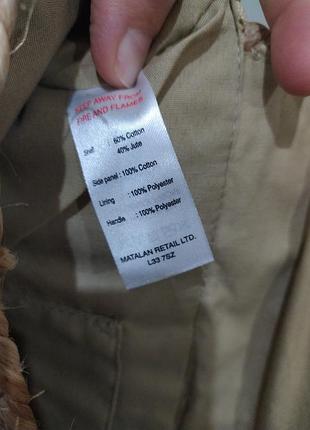 KEEP AWAY FROM
FIRE AND FLAMES
Shell : 60% Cotton
40% Jute
Side panel : 100% Cotton
Lining : 100% Polyester
Handle : 100% Polyester
MATALAN RETAIL LTD.
L33 7SZ